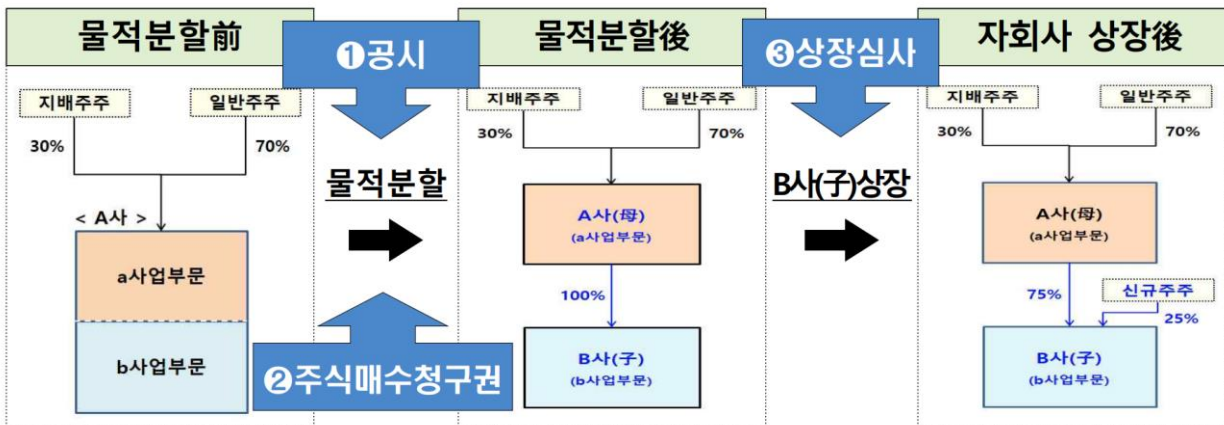 물적분할前
❶공시
물적분할後
❸상장심사
자회사 상장後
지배주주
일반주주
30%
70%
< A사 >
a사업부문
b사업부문
물적분할
❷주식매수청구권
지배주주
일반주주
30%
70%
A사(母)
(a사업부문)
100%
B사(子)
(b사업부문)
B사(子)상장
지배주주
일반주주
30%
70%
A사(母)
(a사업부문)
75%
신규주주
25%
B사(子)
(b사업부문)